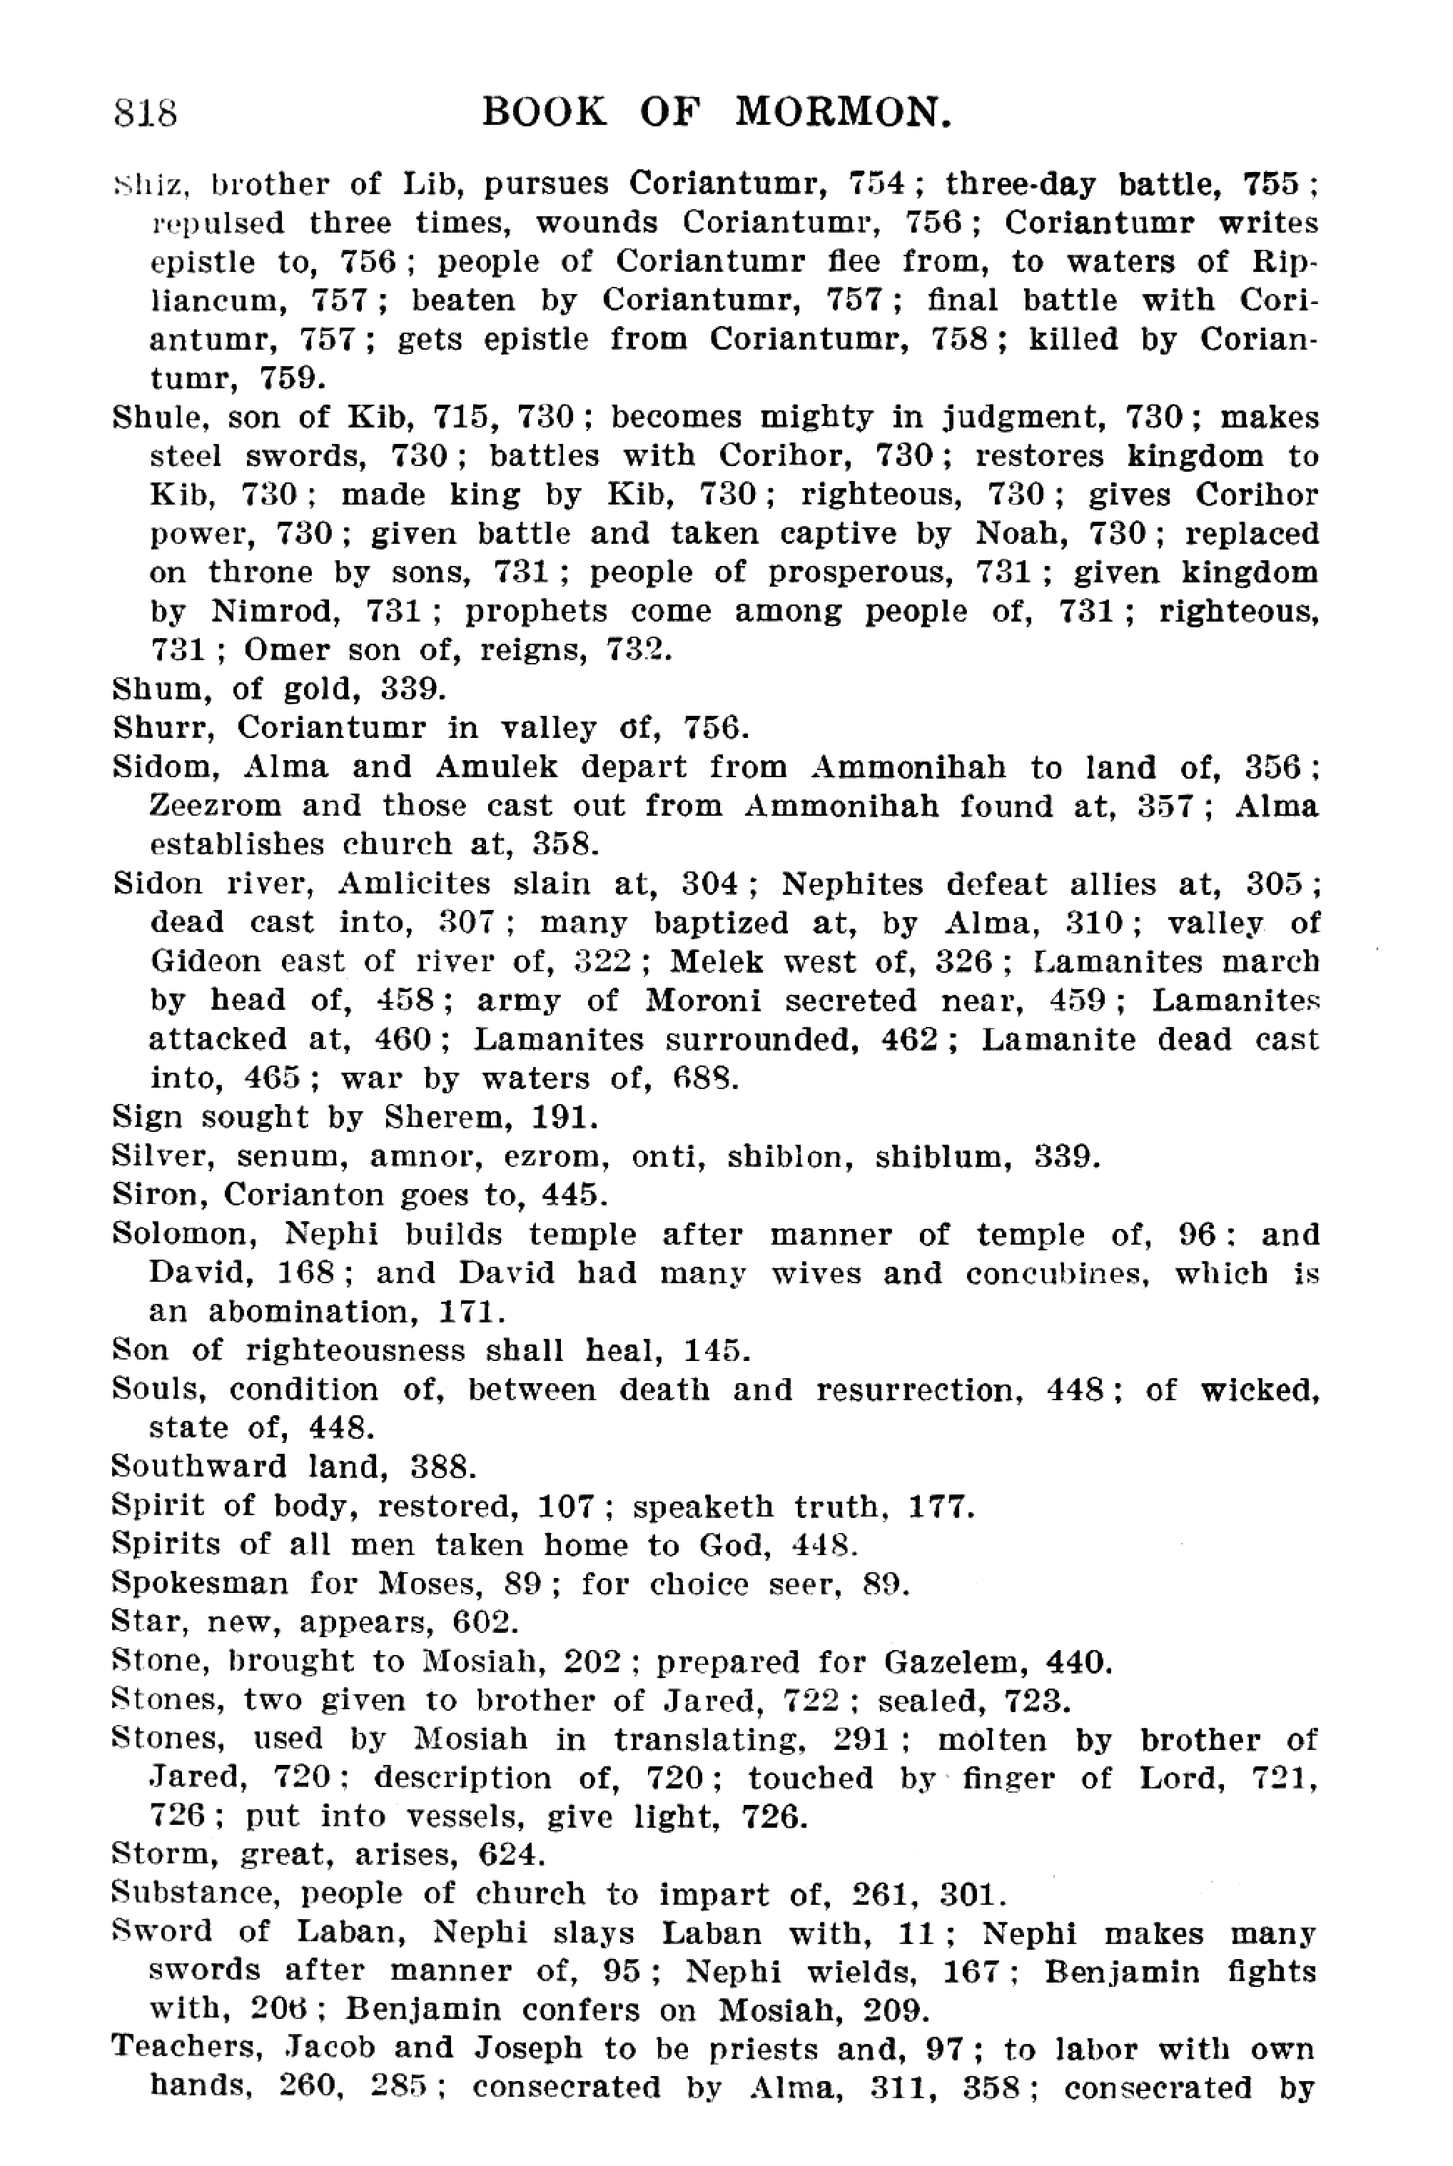 818 BOOK OF MORMON.
Shiz, brother of Lib, pursues Coriantumr, 754; three-day battle, 755;
repulsed three times, wounds Coriantumr, 756; Coriantumr writes
epistle to, 756; people of Coriantumr flee from, to waters of Rip-
liancum, 757; beaten by Coriantumr, 757; final battle with Cori-
antumr, 757; gets epistle from Coriantumr, 758; killed by Corian-
tumr, 759.
Shule, son of Kib, 715, 730; becomes mighty in judgment, 730; makes
steel swords, 730; battles with Corihor, 730; restores kingdom to
Kib, 730; made king by Kib, 730; righteous, 730; gives Corihor
power, 730; given battle and taken captive by Noah, 730; replaced
on throne by sons, 731; people of prosperous, 731; given kingdom
by Nimrod, 731; prophets come among people of, 731; righteous,
731; Omer son of, reigns, 732.
Shum, of gold, 339.
Shurr, Coriantumr in valley of, 756.
Sidom, Alma and Amulek depart from Ammonihah to land of, 356;
Zeezrom and those cast out from Ammonihah found at, 357; Alma
establishes church at, 358.
Sidon river, Amlicites slain at, 304; Nephites defeat allies at, 305;
dead cast into, 307; many baptized at, by Alma, 310; valley of
Gideon east of river of, 322; Melek west of, 326; Lamanites march
by head of, 458; army of Moroni secreted near, 459; Lamanites
attacked at, 460; Lamanites surrounded, 462; Lamanite dead cast
into, 465; war by waters of, 688.
Sign sought by Sherem, 191.
Silver, senum, amnor, ezrom, onti, shiblon, shiblum, 339.
Siron, Corianton goes to, 445.
Solomon, Nephi builds temple after manner of temple of, 96; and
David, 168; and David had many wives and concubines, which is
an abomination, 171.
Son of righteousness shall heal, 145.
Souls, condition of, between death and resurrection, 448; of wicked,
state of, 448.
Southward land, 388.
Spirit of body, restored, 107; speaketh truth, 177.
Spirits of all men taken home to God, 448.
Spokesman for Moses, 89; for choice seer, 89.
Star, new, appears, 602.
Stone, brought to Mosiah, 202; prepared for Gazelem, 440.
Stones, two given to brother of Jared, 722; sealed, 723.
Stones, used by Mosiah in translating, 291; molten by brother of
Jared, 720; description of, 720; touched by finger of Lord, 721,
726; put into vessels, give light, 726.
Storm, great, arises, 624.
Substance, people of church to impart of, 261, 301.
Sword of Laban, Nephi slays Laban with, 11; Nephi makes many
swords after manner of, 95; Nephi wields, 167; Benjamin fights
with, 206; Benjamin confers on Mosiah, 209.
Teachers, Jacob and Joseph to be priests and, 97; to labor with own
hands, 260, 285; consecrated by Alma, 311, 358; consecrated by